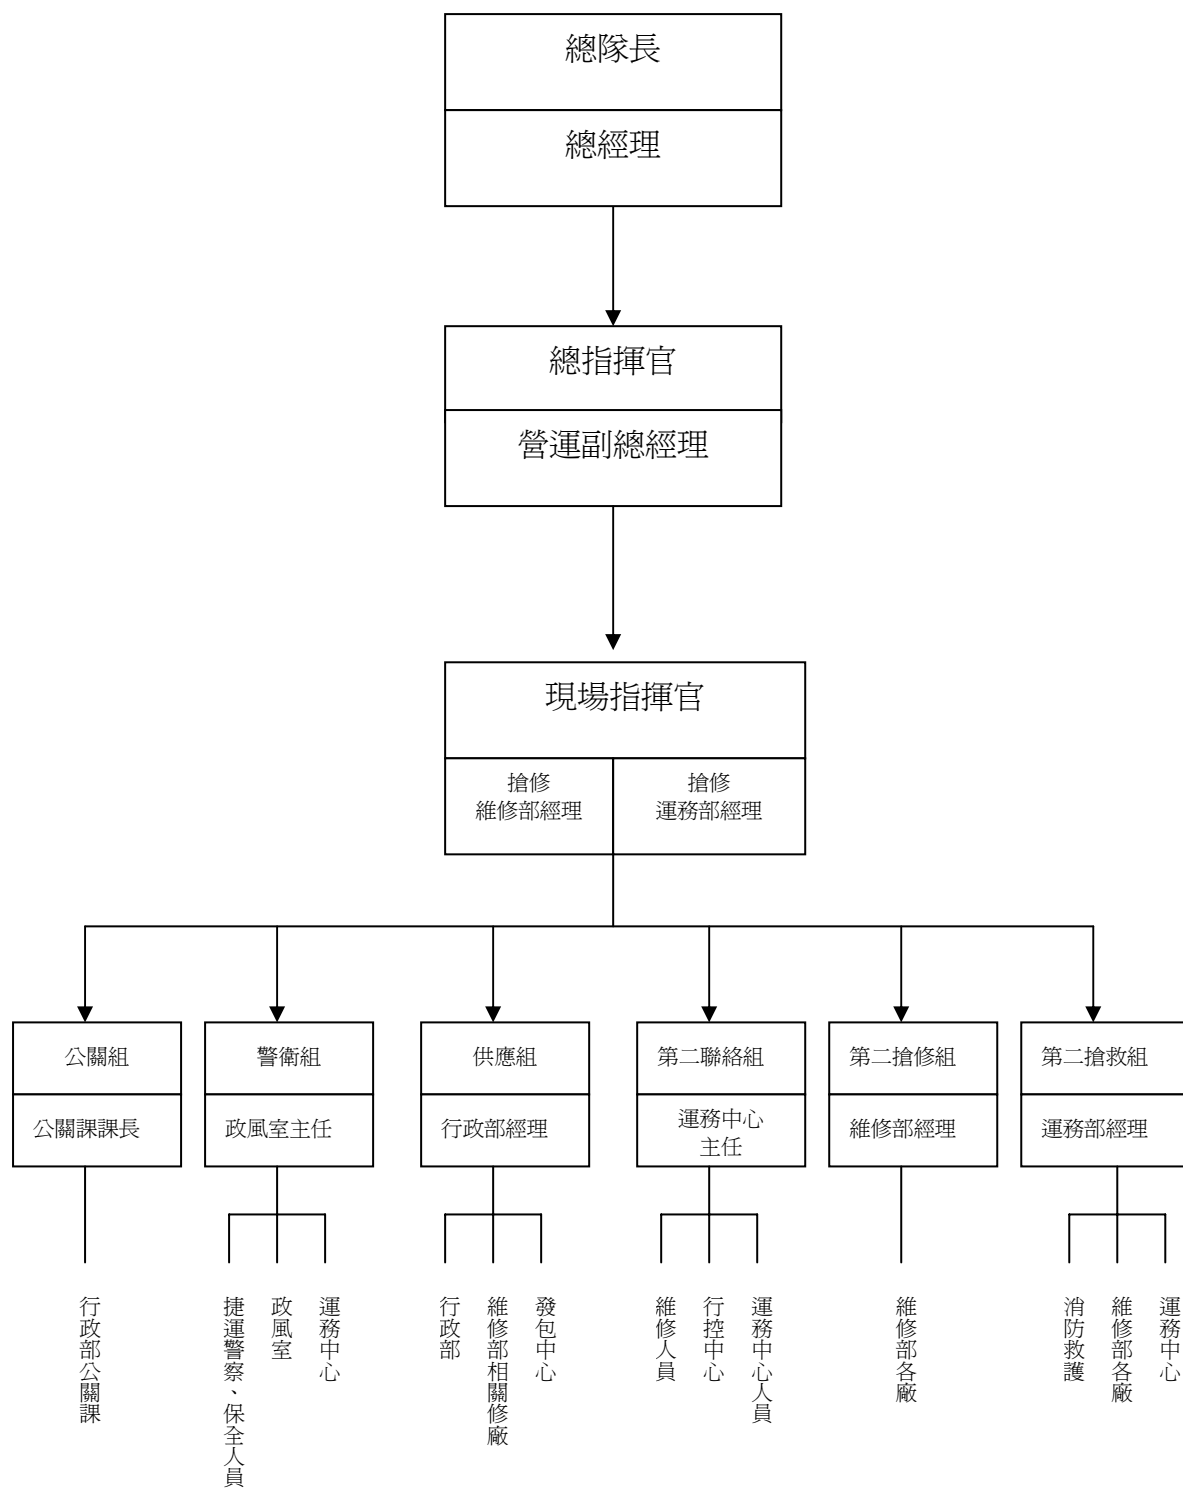 總隊長
總經理
總指揮官
營運副總經理
現場指揮官
搶修
維修部經理
搶修
運務部經理
公關組
公關課課長
警衛組
政風室主任
供應組
行政部經理
第二聯絡組
運務中心
主任
第二搶修組
維修部經理
第二搶救組
運務部經理
行政部公關課
捷運警察、保全人員
政風室
運務中心
行政部
維修部相關修廠
發包中心
維修人員
行控中心
運務中心人員
維修部各廠
消防救護
維修部各廠
運務中心